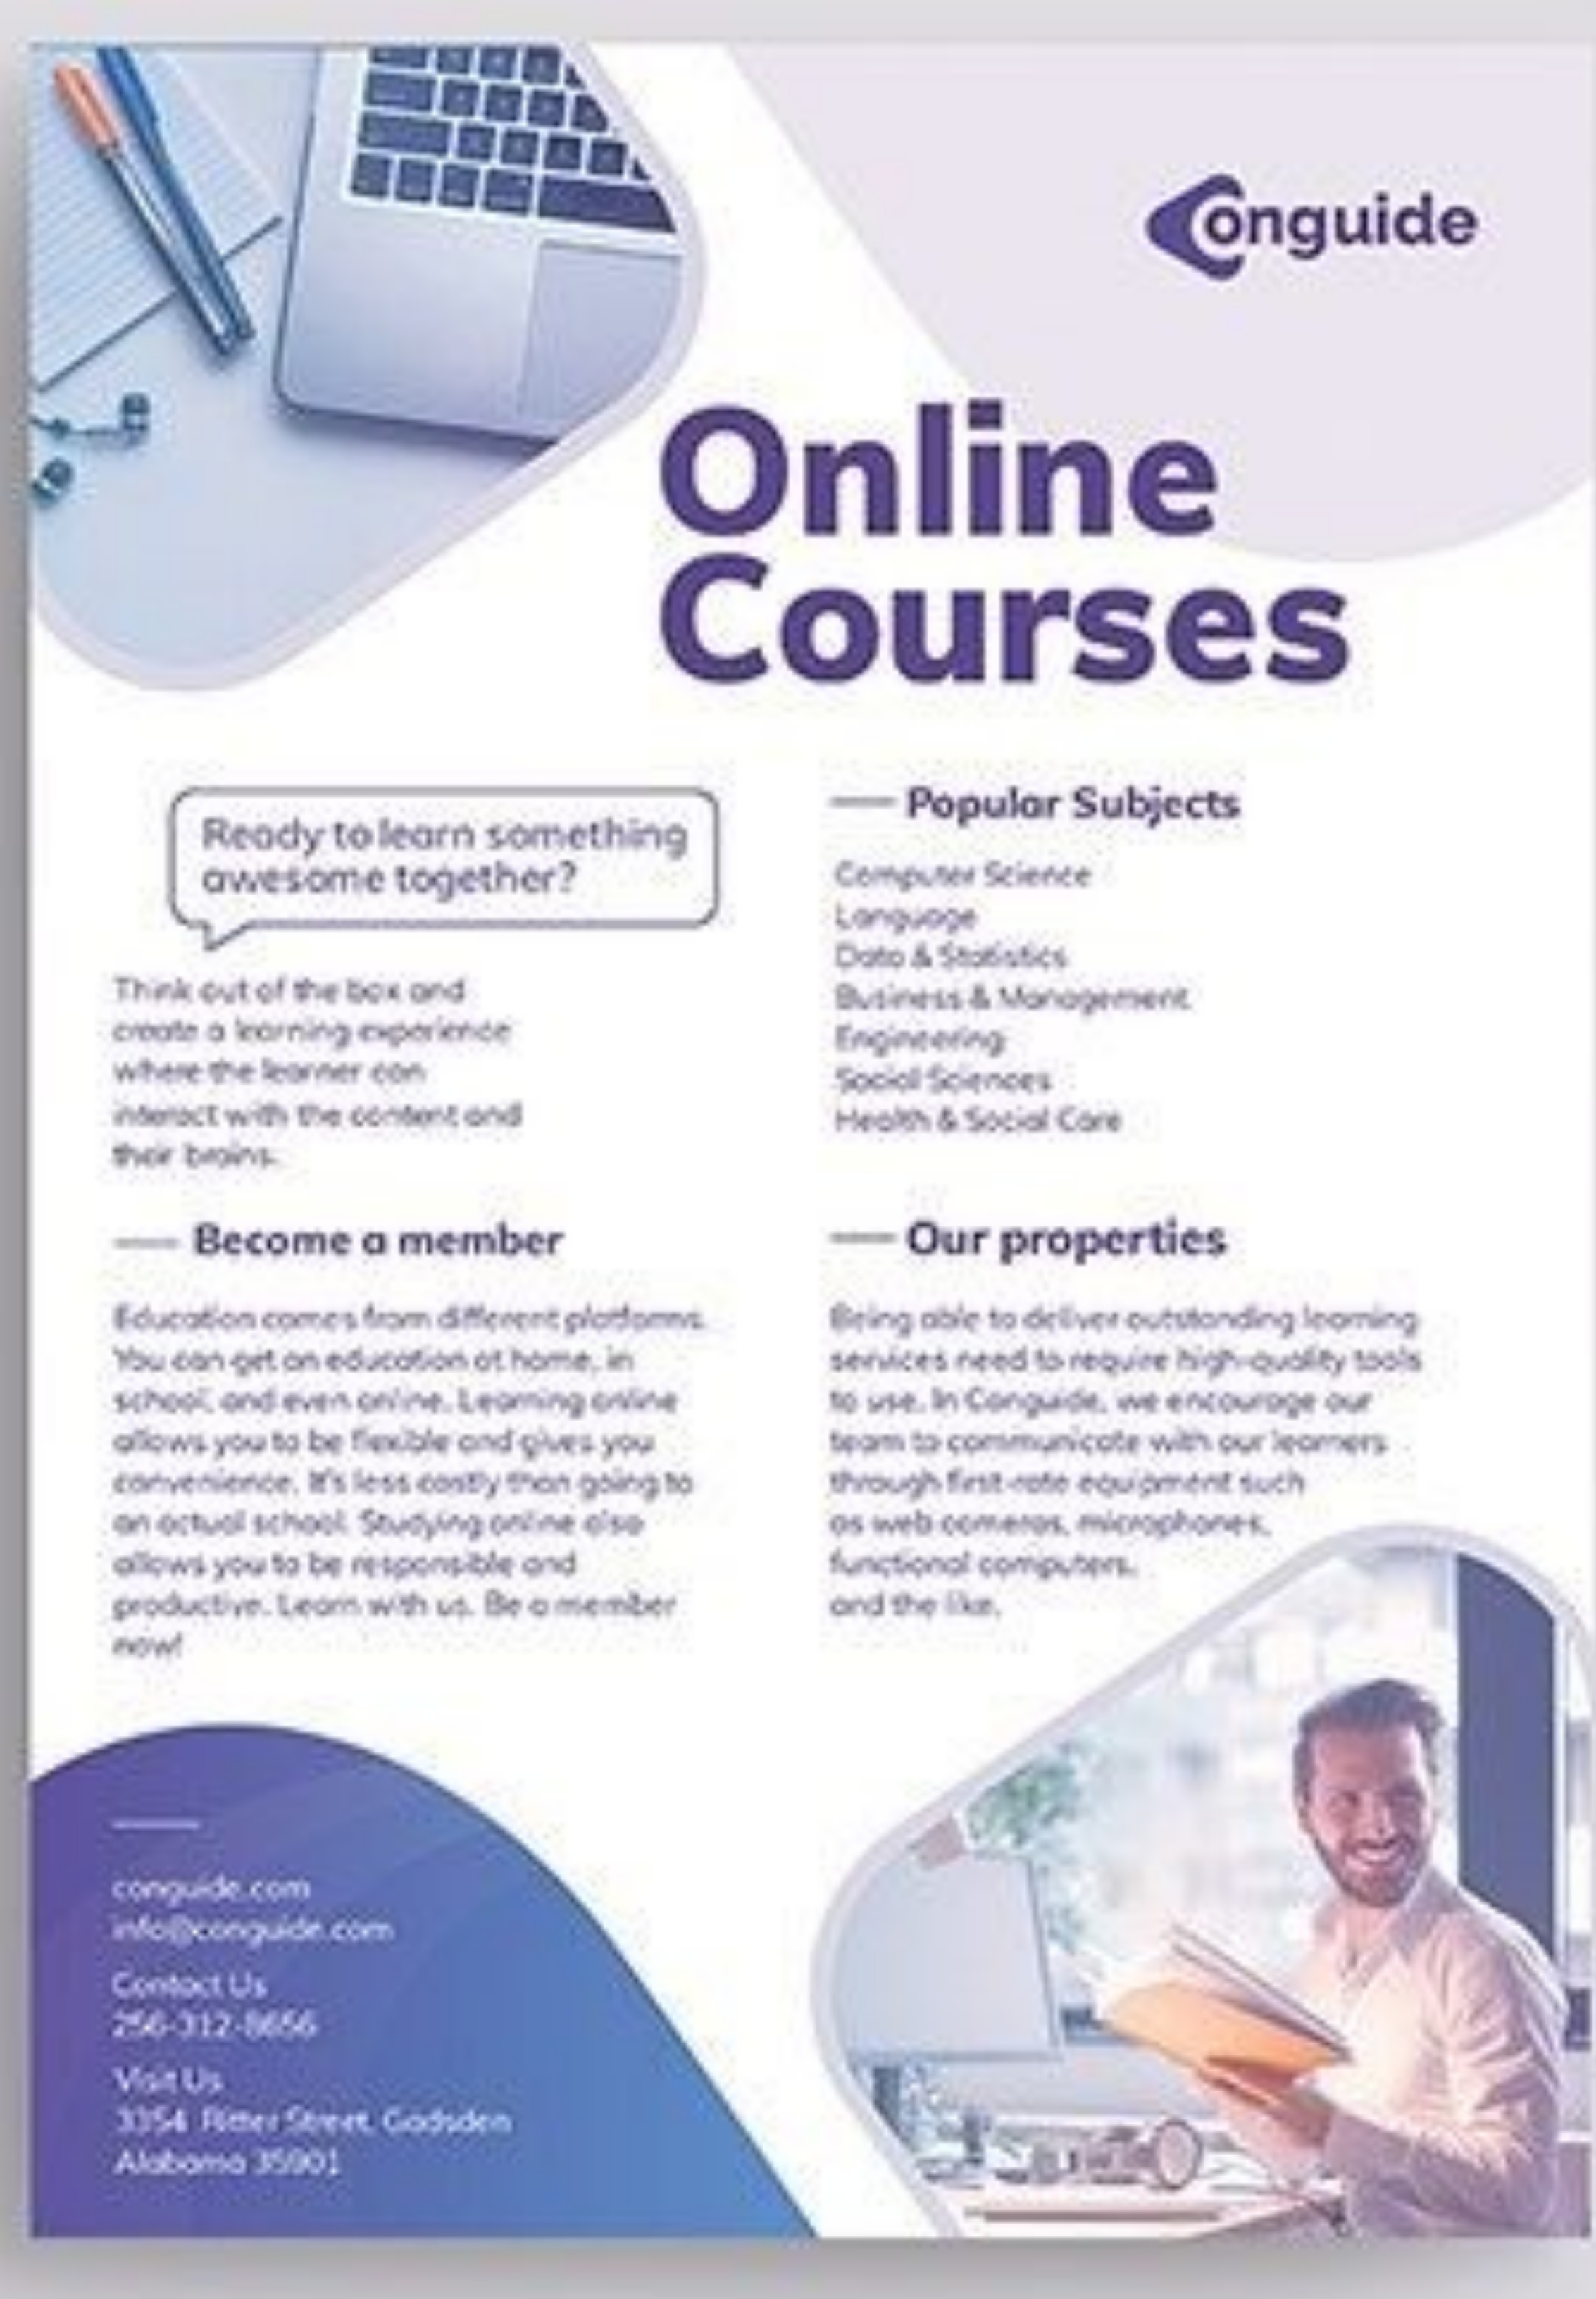 Conguide
Online
Courses
Ready to learn something
awesome together?
Think out of the box and
create a learning experience
where the learner can
interact with the content and
their brains.
Popular Subjects
Computer Science
Language
Data & Statistics
Business & Management
Engineering
Social Sciences
Health & Social Care
Become a member
Education comes from different platforms.
You can get an education at home, in
school, and even online. Learning online
allows you to be flexible and gives you
convenience. It's less costly than going to
an actual school. Studying online also
allows you to be responsible and
productive. Learn with us. Be a member
now!
Our properties
Being able to deliver outstanding learning
services need to require high-quality tools
to use. In Conguide, we encourage our
team to communicate with our learners
through first-rate equipment such
as web cameras, microphones,
functional computers,
and the like.
conguide.com
info@conguide.com
Contact Us
256-312-8656
Visit Us
3354 Ritter Street, Gadsden
Alabama 35901